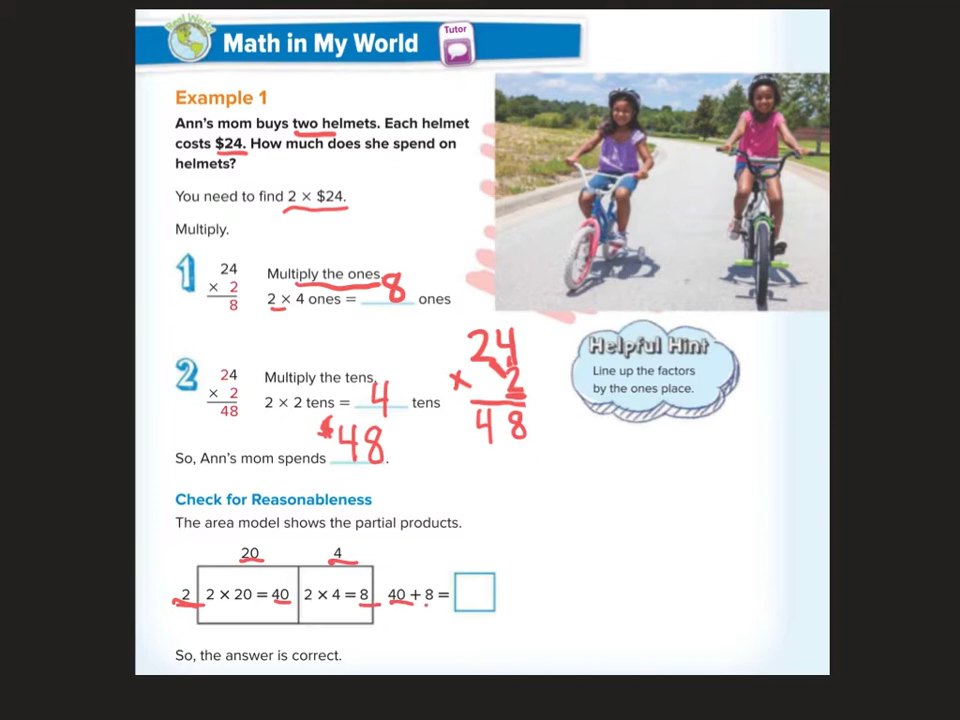 Real World
Math in My World
Tutor
Example 1
Ann's mom buys two helmets. Each helmet
costs $24. How much does she spend on
helmets?
You need to find 2 × $24.
Multiply.
1
24
× 2
8
Multiply the ones.
2 × 4 ones = 8 ones
2
24
× 2
48
Multiply the tens.
2 × 2 tens = 4 tens
24
× 2
48
Helpful Hint
Line up the factors
by the ones place.
So, Ann's mom spends $48.
Check for Reasonableness
The area model shows the partial products.
20 4
2 2 × 20 = 40 2 × 4 = 8 40 + 8 =
So, the answer is correct.